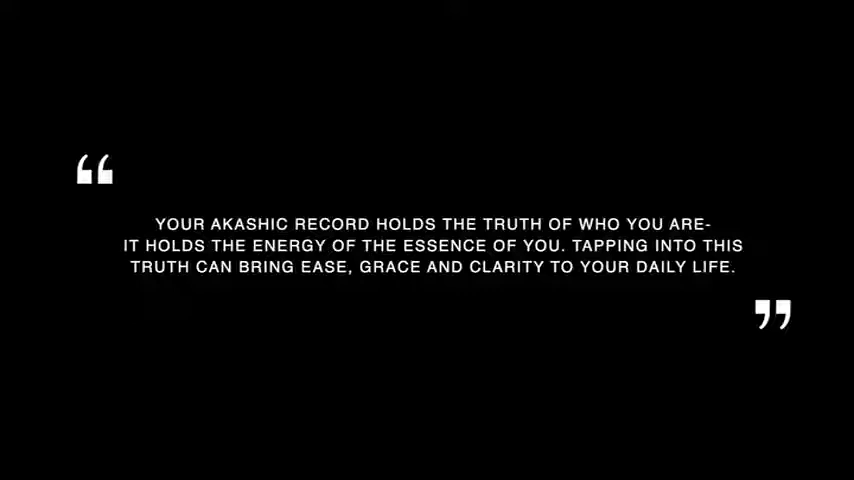 “
YOUR AKASHIC RECORD HOLDS THE TRUTH OF WHO YOU ARE-
IT HOLDS THE ENERGY OF THE ESSENCE OF YOU. TAPPING INTO THIS
TRUTH CAN BRING EASE, GRACE AND CLARITY TO YOUR DAILY LIFE.
”